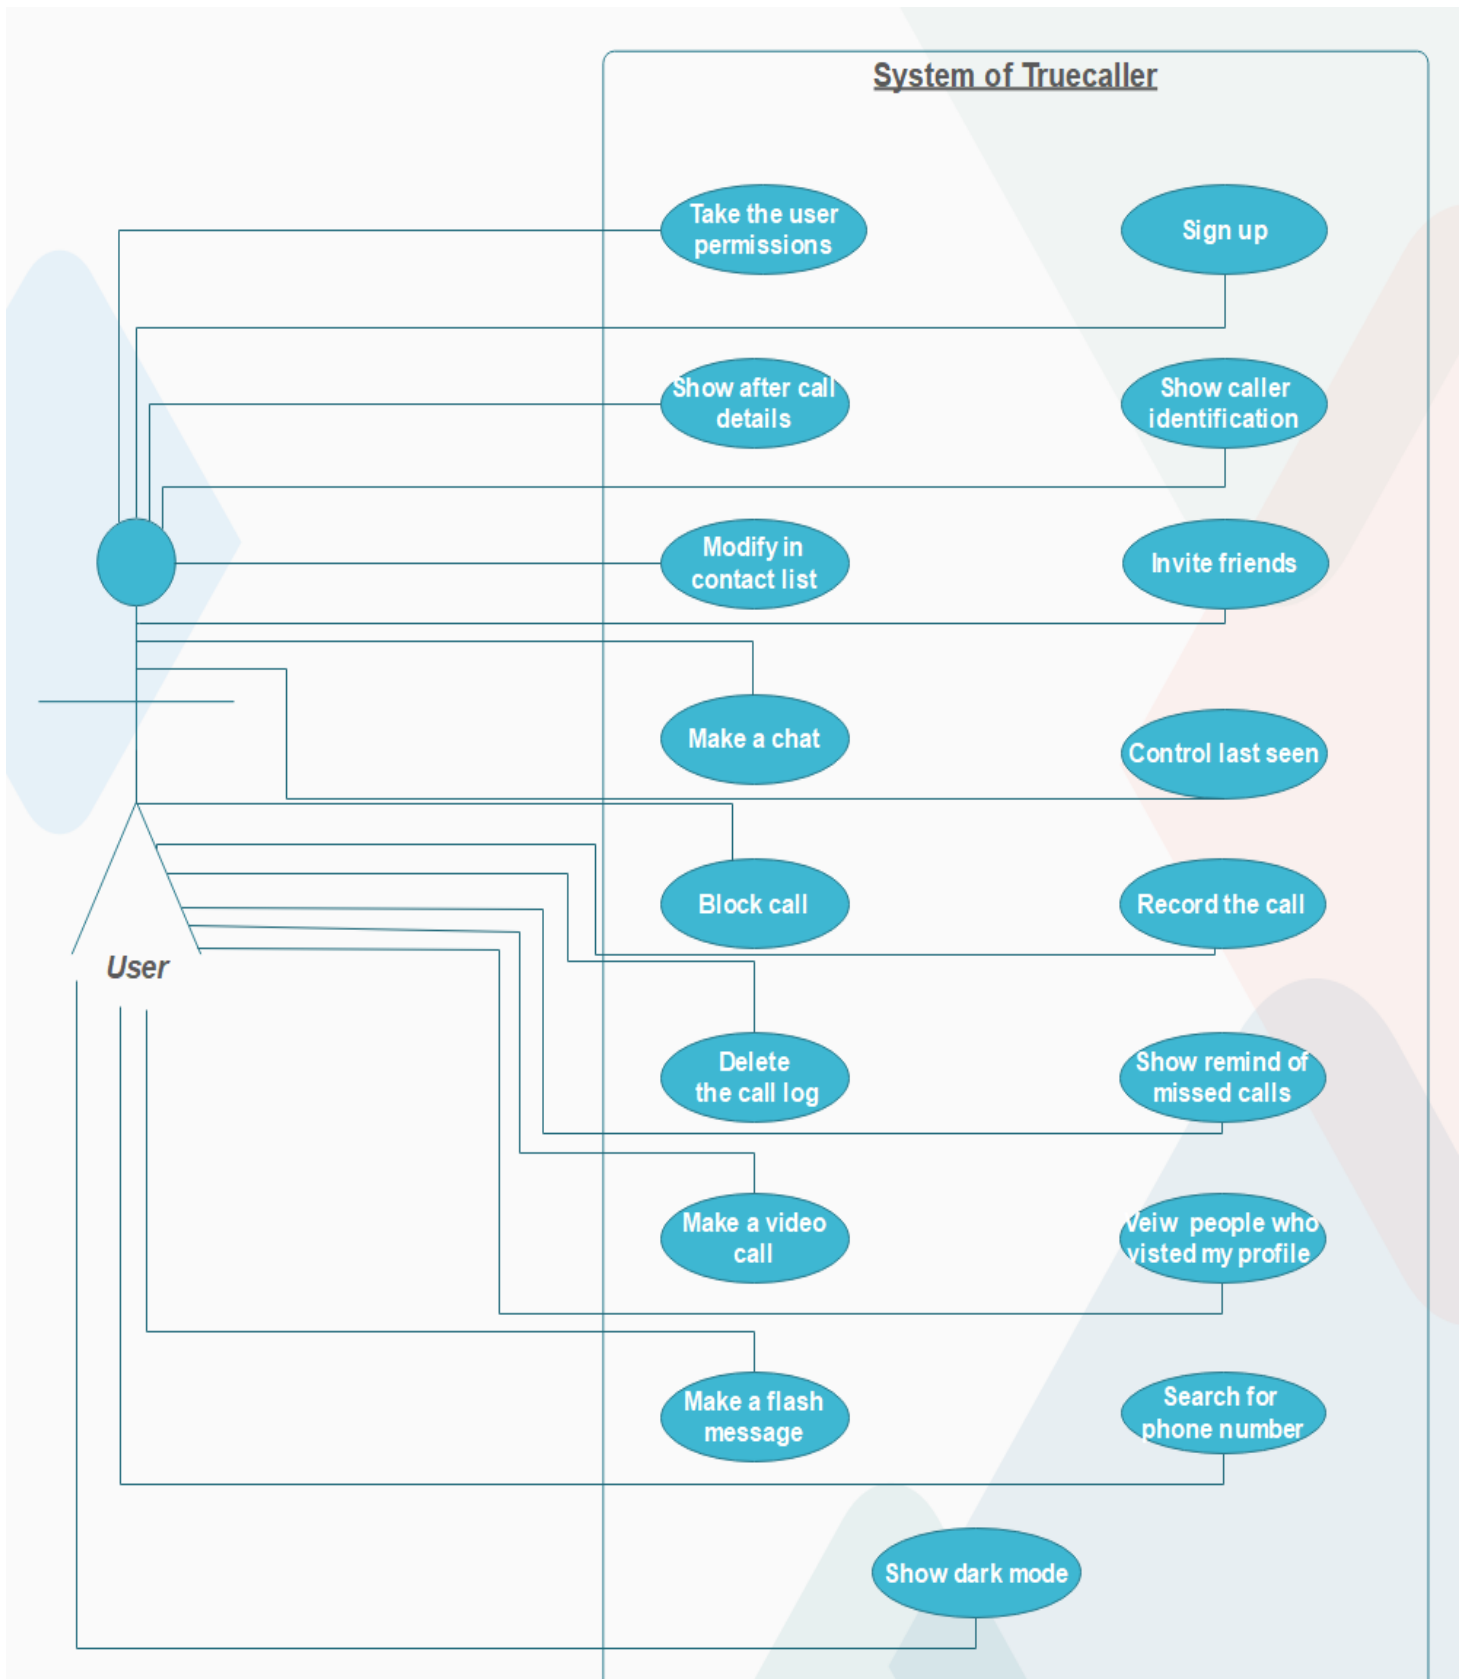 System of Truecaller
Take the user
permissions
Sign up
Show after call
details
Show caller
identification
Modify in
contact list
Invite friends
Make a chat
Control last seen
Block call
Record the call
User
Delete
the call log
Show remind of
missed calls
Make a video
call
Veiw people who
visted my profile
Make a flash
message
Search for
phone number
Show dark mode